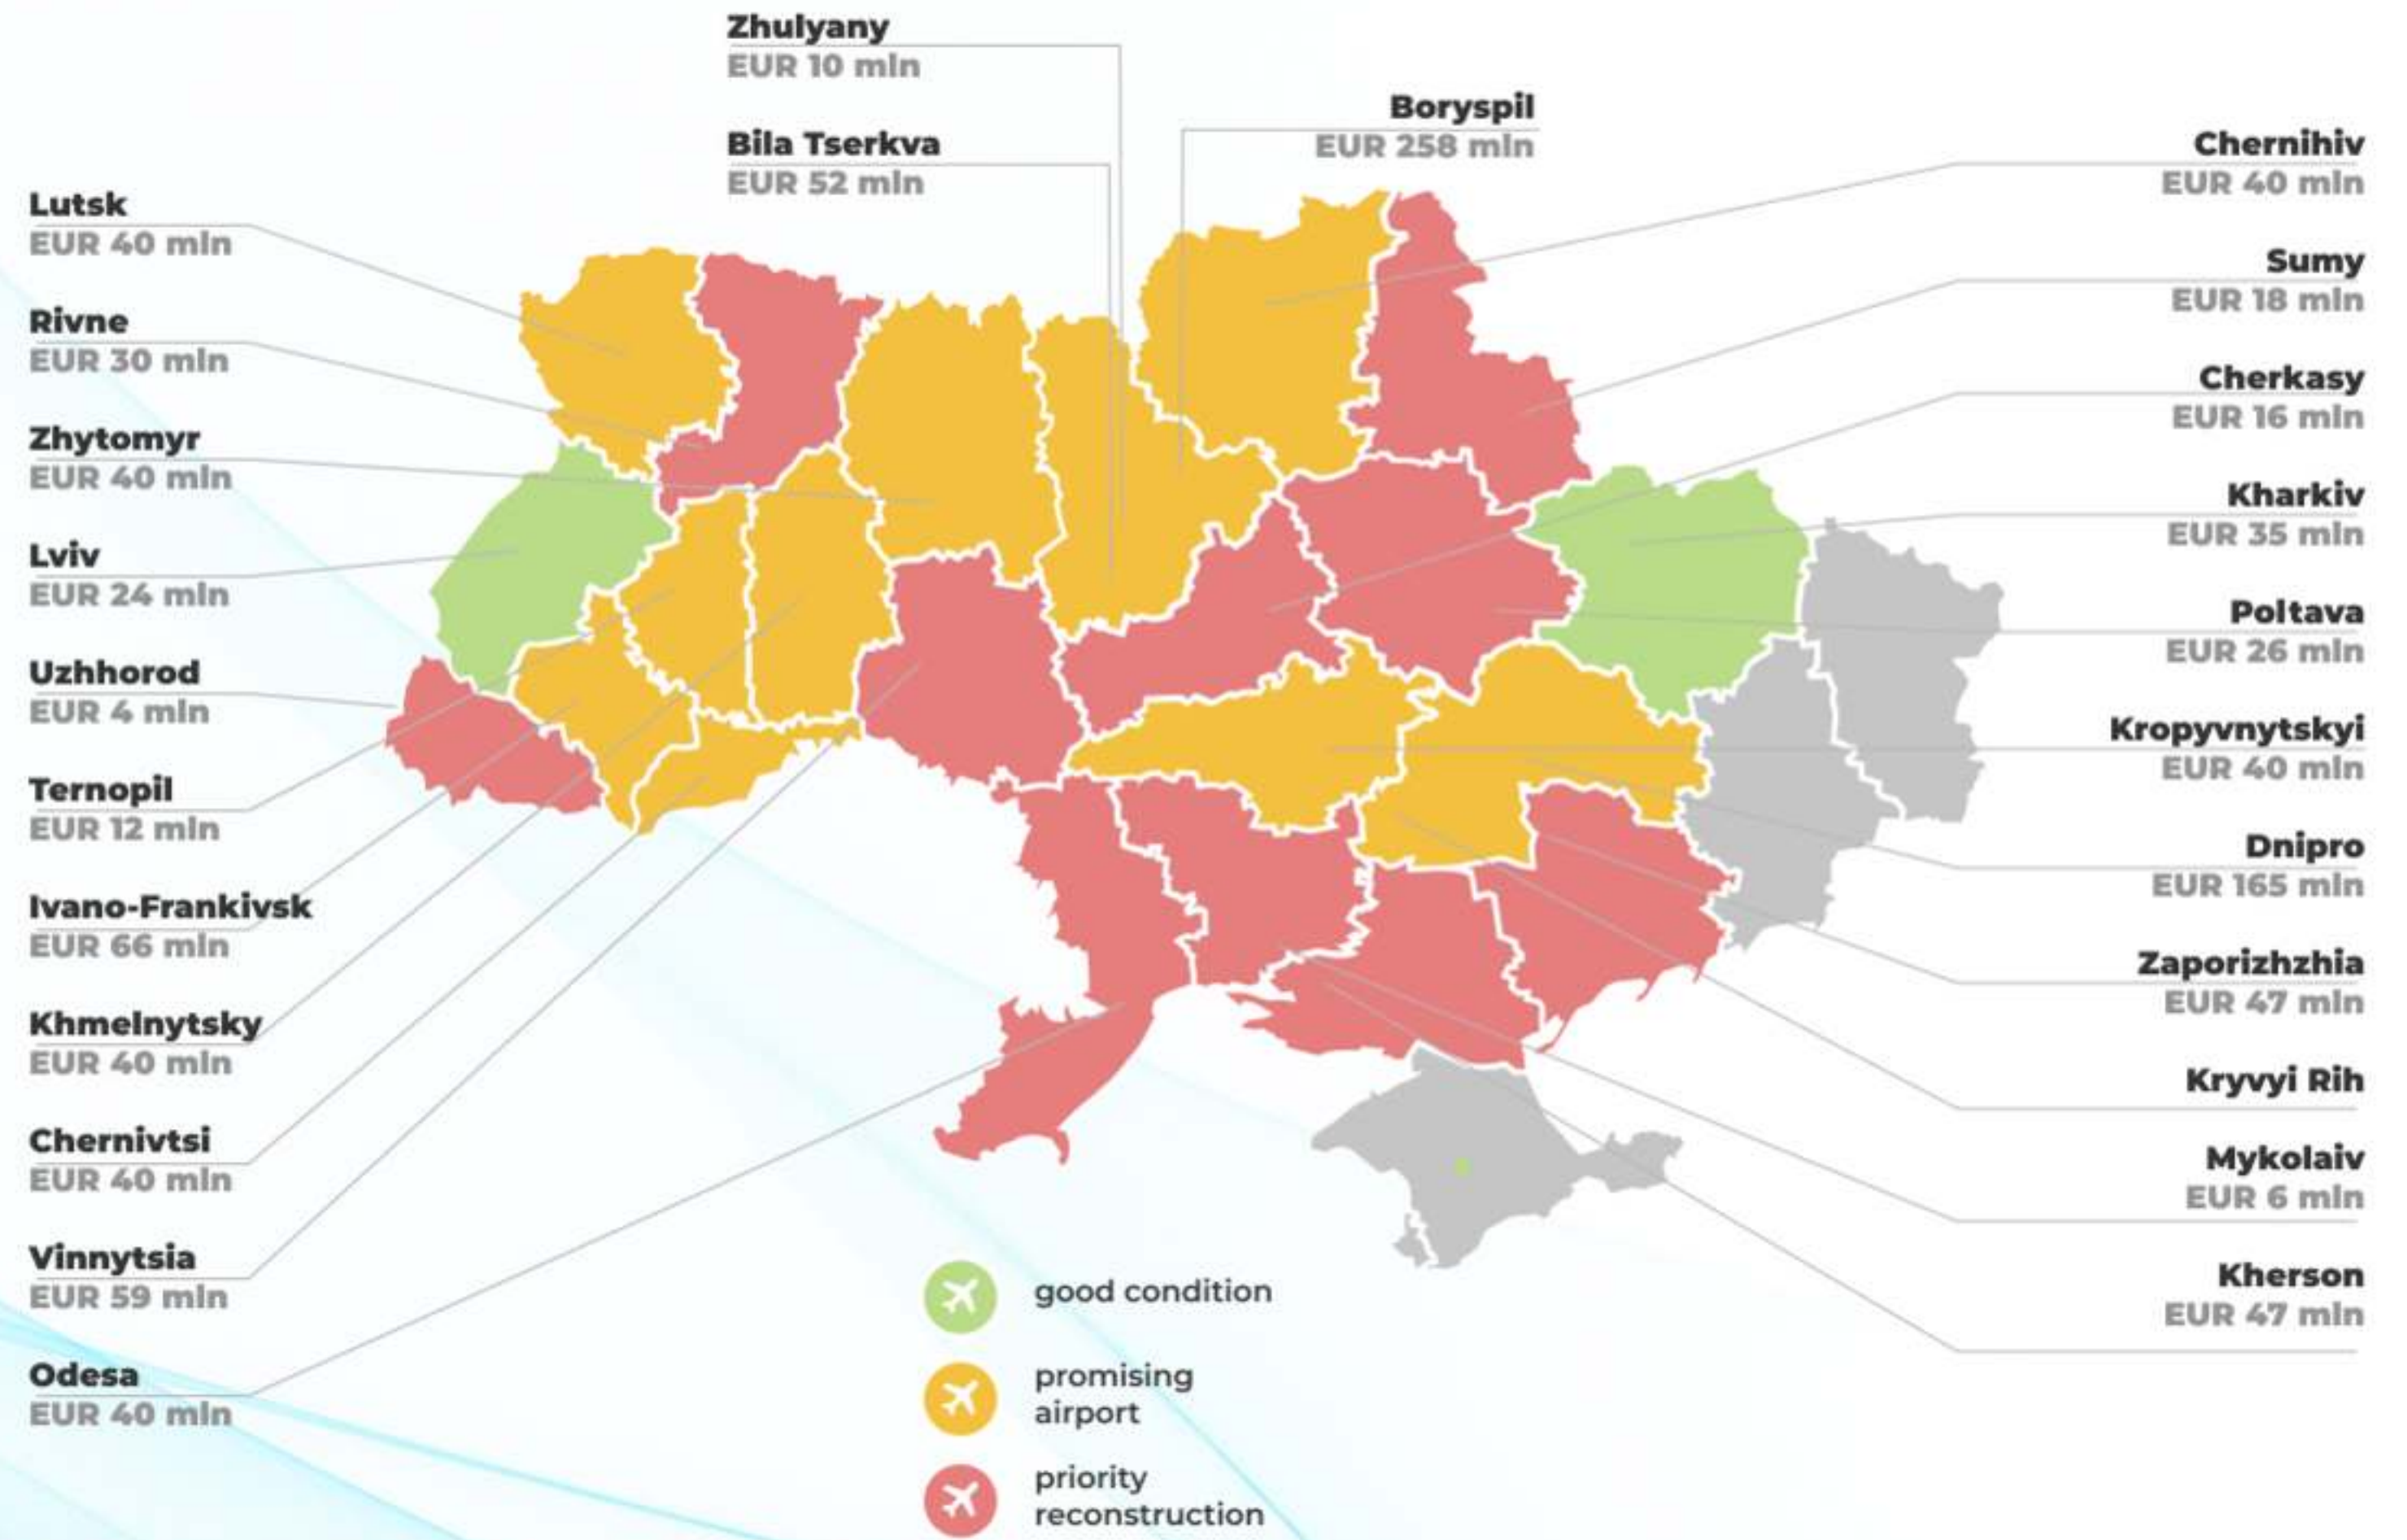 Zhulyany
EUR 10 mln
Bila Tserkva
EUR 52 mln
Boryspil
EUR 258 mln
Lutsk
EUR 40 mln
Rivne
EUR 30 mln
Zhytomyr
EUR 40 mln
Lviv
EUR 24 mln
Uzhhorod
EUR 4 mln
Ternopil
EUR 12 mln
Ivano-Frankivsk
EUR 66 mln
Khmelnytsky
EUR 40 mln
Chernivtsi
EUR 40 mln
Vinnytsia
EUR 59 mln
Odesa
EUR 40 mln
Chernihiv
EUR 40 mln
Sumy
EUR 18 mln
Cherkasy
EUR 16 mln
Kharkiv
EUR 35 mln
Poltava
EUR 26 mln
Kropyvnytskyi
EUR 40 mln
Dnipro
EUR 165 mln
Zaporizhzhia
EUR 47 mln
Kryvyi Rih
Mykolaiv
EUR 6 mln
Kherson
EUR 47 mln
good condition
promising
airport
priority
reconstruction